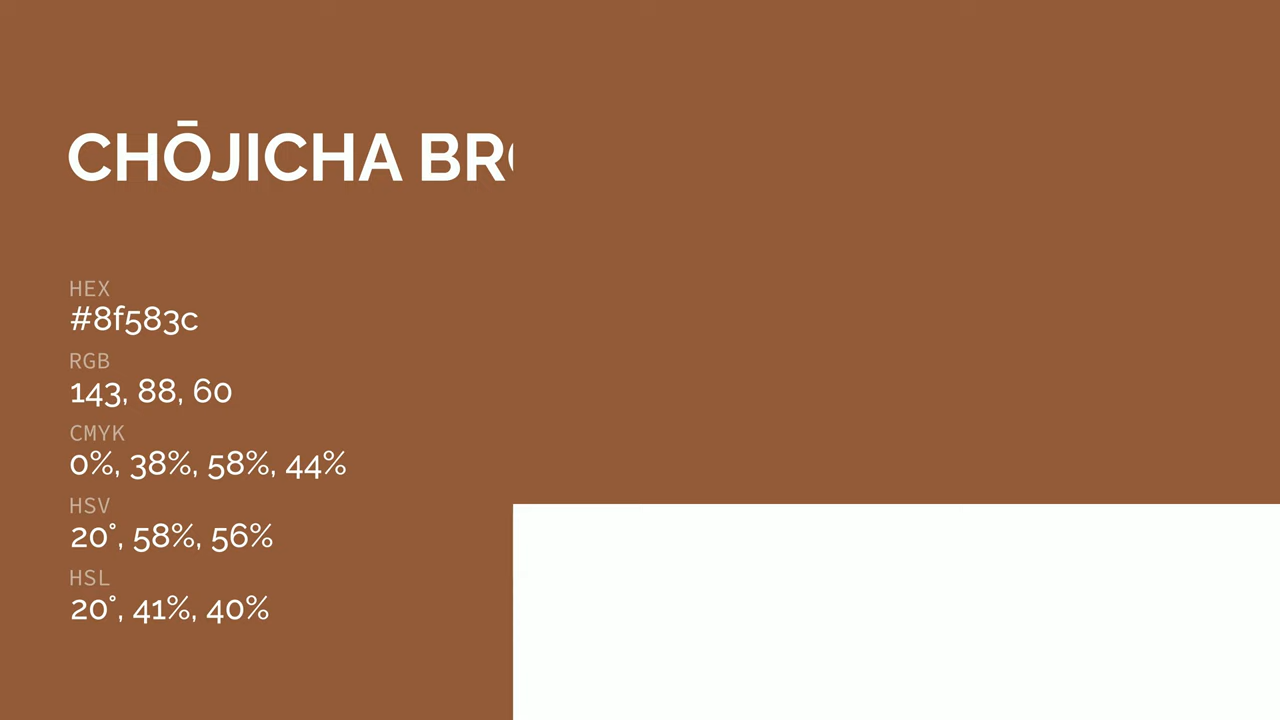 CHŌJICHA
HEX
#8f583c
RGB
143, 88, 60
CMYK
0%, 38%, 58%, 44%
HSV
20°, 58%, 56%
HSL
20°, 41%, 40%